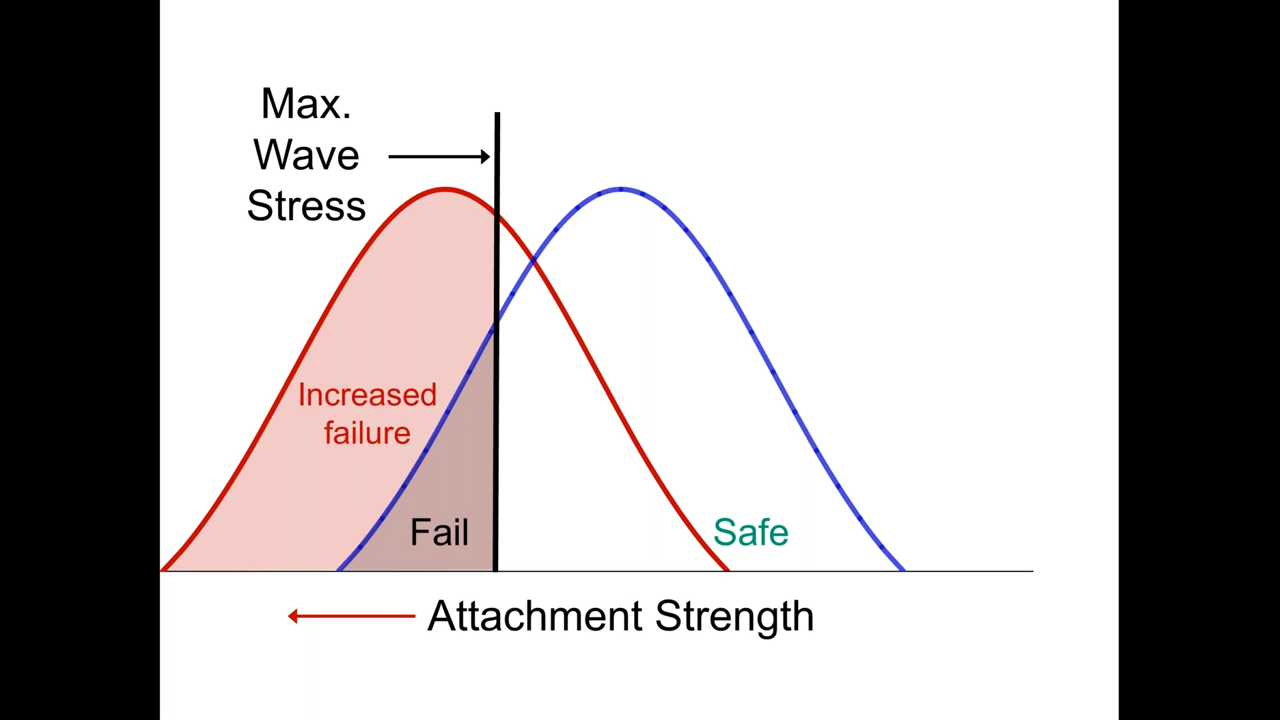 Max.
Wave
Stress
Increased
failure
Fail
Safe
Attachment Strength